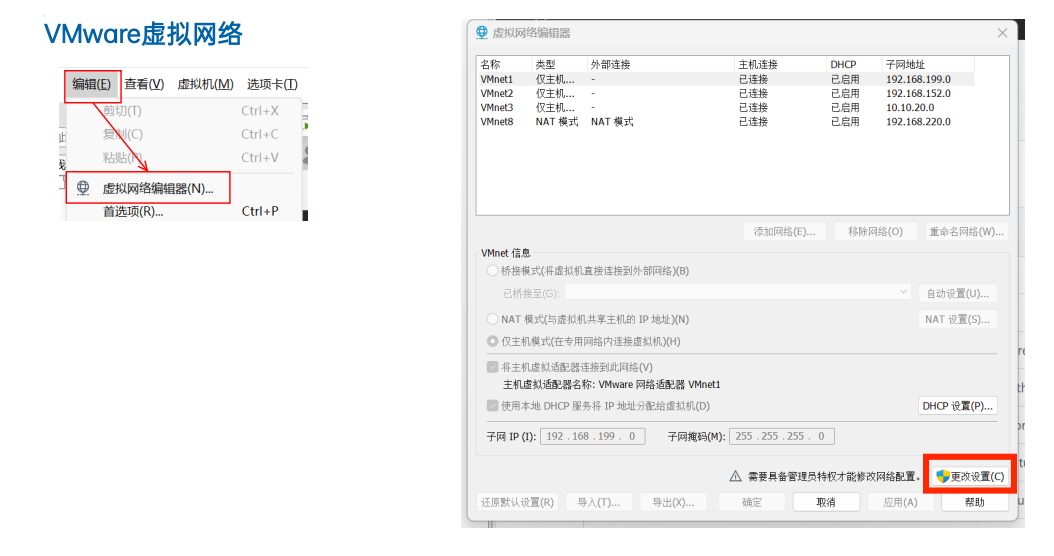 VMware虚拟网络
编辑(E) 查看(V) 虚拟机(M) 选项卡(T)
剪切(T) Ctrl+X
复制(C) Ctrl+C
粘贴(P) Ctrl+V
虚拟网络编辑器(N)...
首选项(R)... Ctrl+P
虚拟网络编辑器
名称 类型 外部连接 主机连接 DHCP 子网地址
VMnet1 仅主机... - 已连接 已启用 192.168.199.0
VMnet2 仅主机... - 已连接 已启用 192.168.152.0
VMnet3 仅主机... - 已连接 已启用 10.10.20.0
VMnet8 NAT 模式 NAT 模式 已连接 已启用 192.168.220.0
添加网络(E)... 移除网络(O) 重命名网络(W)...
VMnet 信息
桥接模式(将虚拟机直接连接到外部网络)(B)
已桥接至(G): 自动设置(U)...
NAT 模式(与虚拟机共享主机的 IP 地址)(N) NAT 设置(S)...
仅主机模式(在专用网络内连接虚拟机)(H)
将主机虚拟适配器连接到此网络(V)
主机虚拟适配器名称: VMware 网络适配器 VMnet1
使用本地 DHCP 服务将 IP 地址分配给虚拟机(D) DHCP 设置(P)...
子网 IP (I): 192 . 168 . 199 . 0 子网掩码(M): 255 . 255 . 255 . 0
需要具备管理员特权才能修改网络配置。 更改设置(C)
还原默认设置(R) 导入(T)... 导出(X)... 确定 取消 应用(A) 帮助